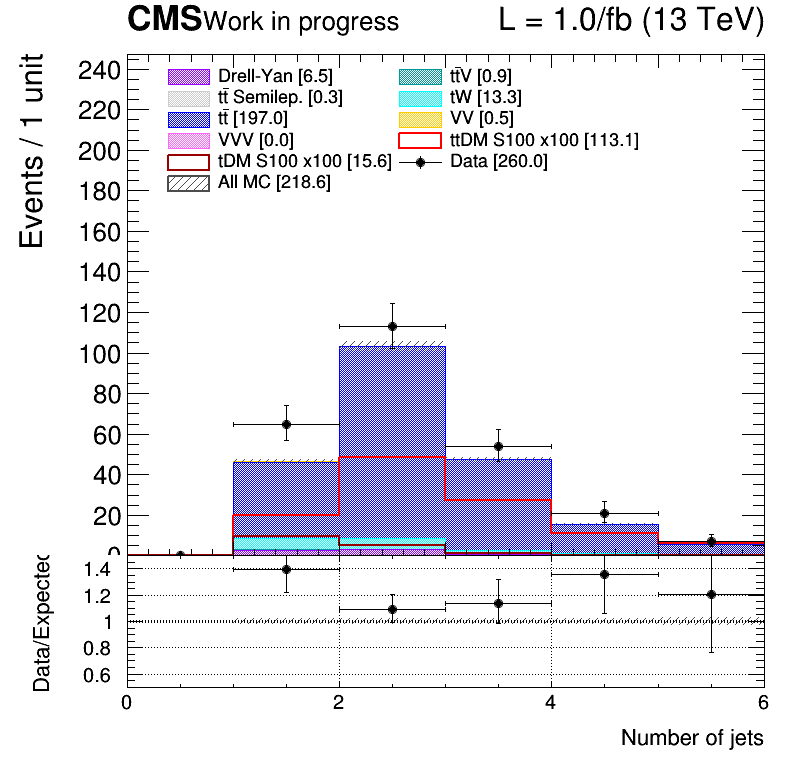 CMS Work in progress L = 1.0/fb (13 TeV)
Events / 1 unit
240
220
200
180
160
140
120
100
80
60
40
20
0
Drell-Yan [6.5]
tt̄V [0.9]
tt̄ Semilep. [0.3]
tW [13.3]
tt̄ [197.0]
VV [0.5]
VVV [0.0]
ttDM S100 x100 [113.1]
tDM S100 x100 [15.6]
Data [260.0]
All MC [218.6]
Data/Expected
1.4
1.2
1
0.8
0.6
0 2 4 6
Number of jets